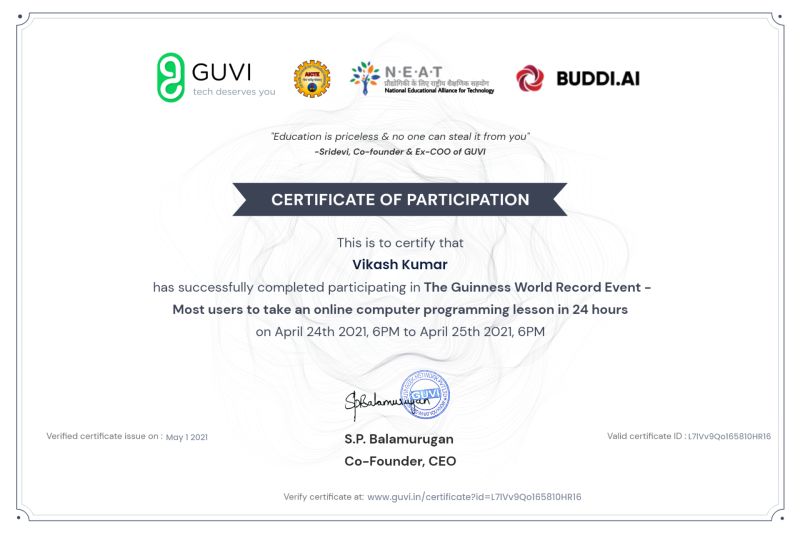 GUVI
tech deserves you
AICTE
N·E·A·T
प्रौद्योगिकी के लिए राष्ट्रीय शैक्षणिक सहयोग
National Educational Alliance for Technology
BUDDI.AI
"Education is priceless & no one can steal it from you"
-Sridevi, Co-founder & Ex-COO of GUVI
CERTIFICATE OF PARTICIPATION
This is to certify that
Vikash Kumar
has successfully completed participating in The Guinness World Record Event -
Most users to take an online computer programming lesson in 24 hours
on April 24th 2021, 6PM to April 25th 2021, 6PM
SpBalamurugan
GUVI
S.P. Balamurugan
Co-Founder, CEO
Verified certificate issue on : May 1 2021
Valid certificate ID : L7IVv9Qo165810HR16
Verify certificate at: www.guvi.in/certificate?id=L7IVv9Qo165810HR16